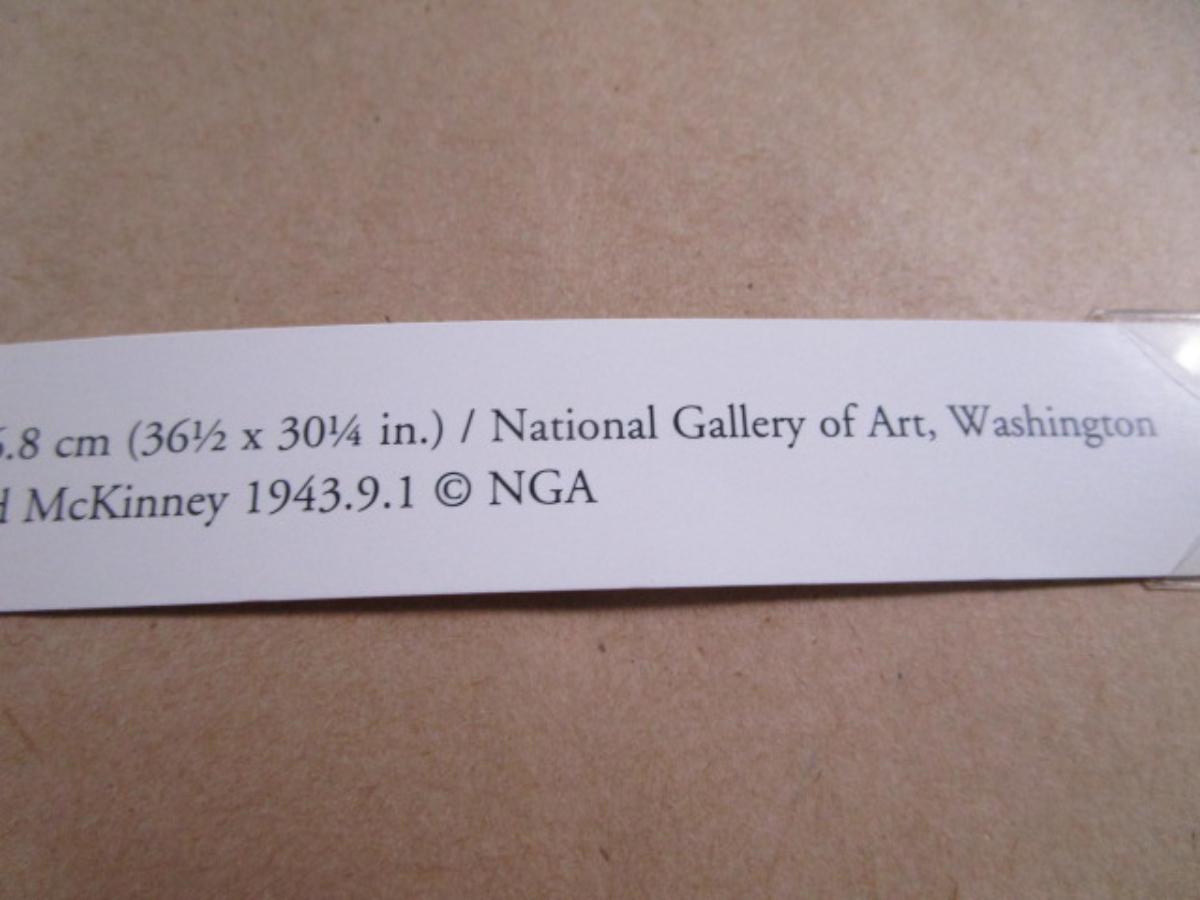 .8 cm (36½ x 30¼ in.) / National Gallery of Art, Washington
McKinney 1943.9.1 © NGA